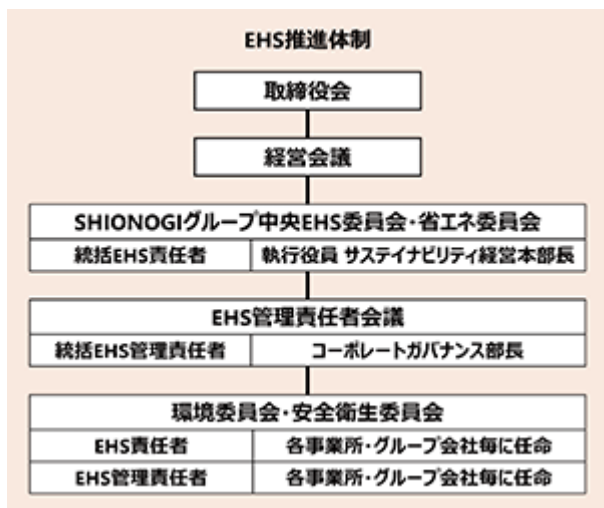 EHS推進体制
取締役会
経営会議
SHIONOGIグループ中央EHS委員会・省エネ委員会
統括EHS責任者 執行役員 サステイナビリティ経営本部長
EHS管理責任者会議
統括EHS管理責任者 コーポレートガバナンス部長
環境委員会・安全衛生委員会
EHS責任者 各事業所・グループ会社毎に任命
EHS管理責任者 各事業所・グループ会社毎に任命